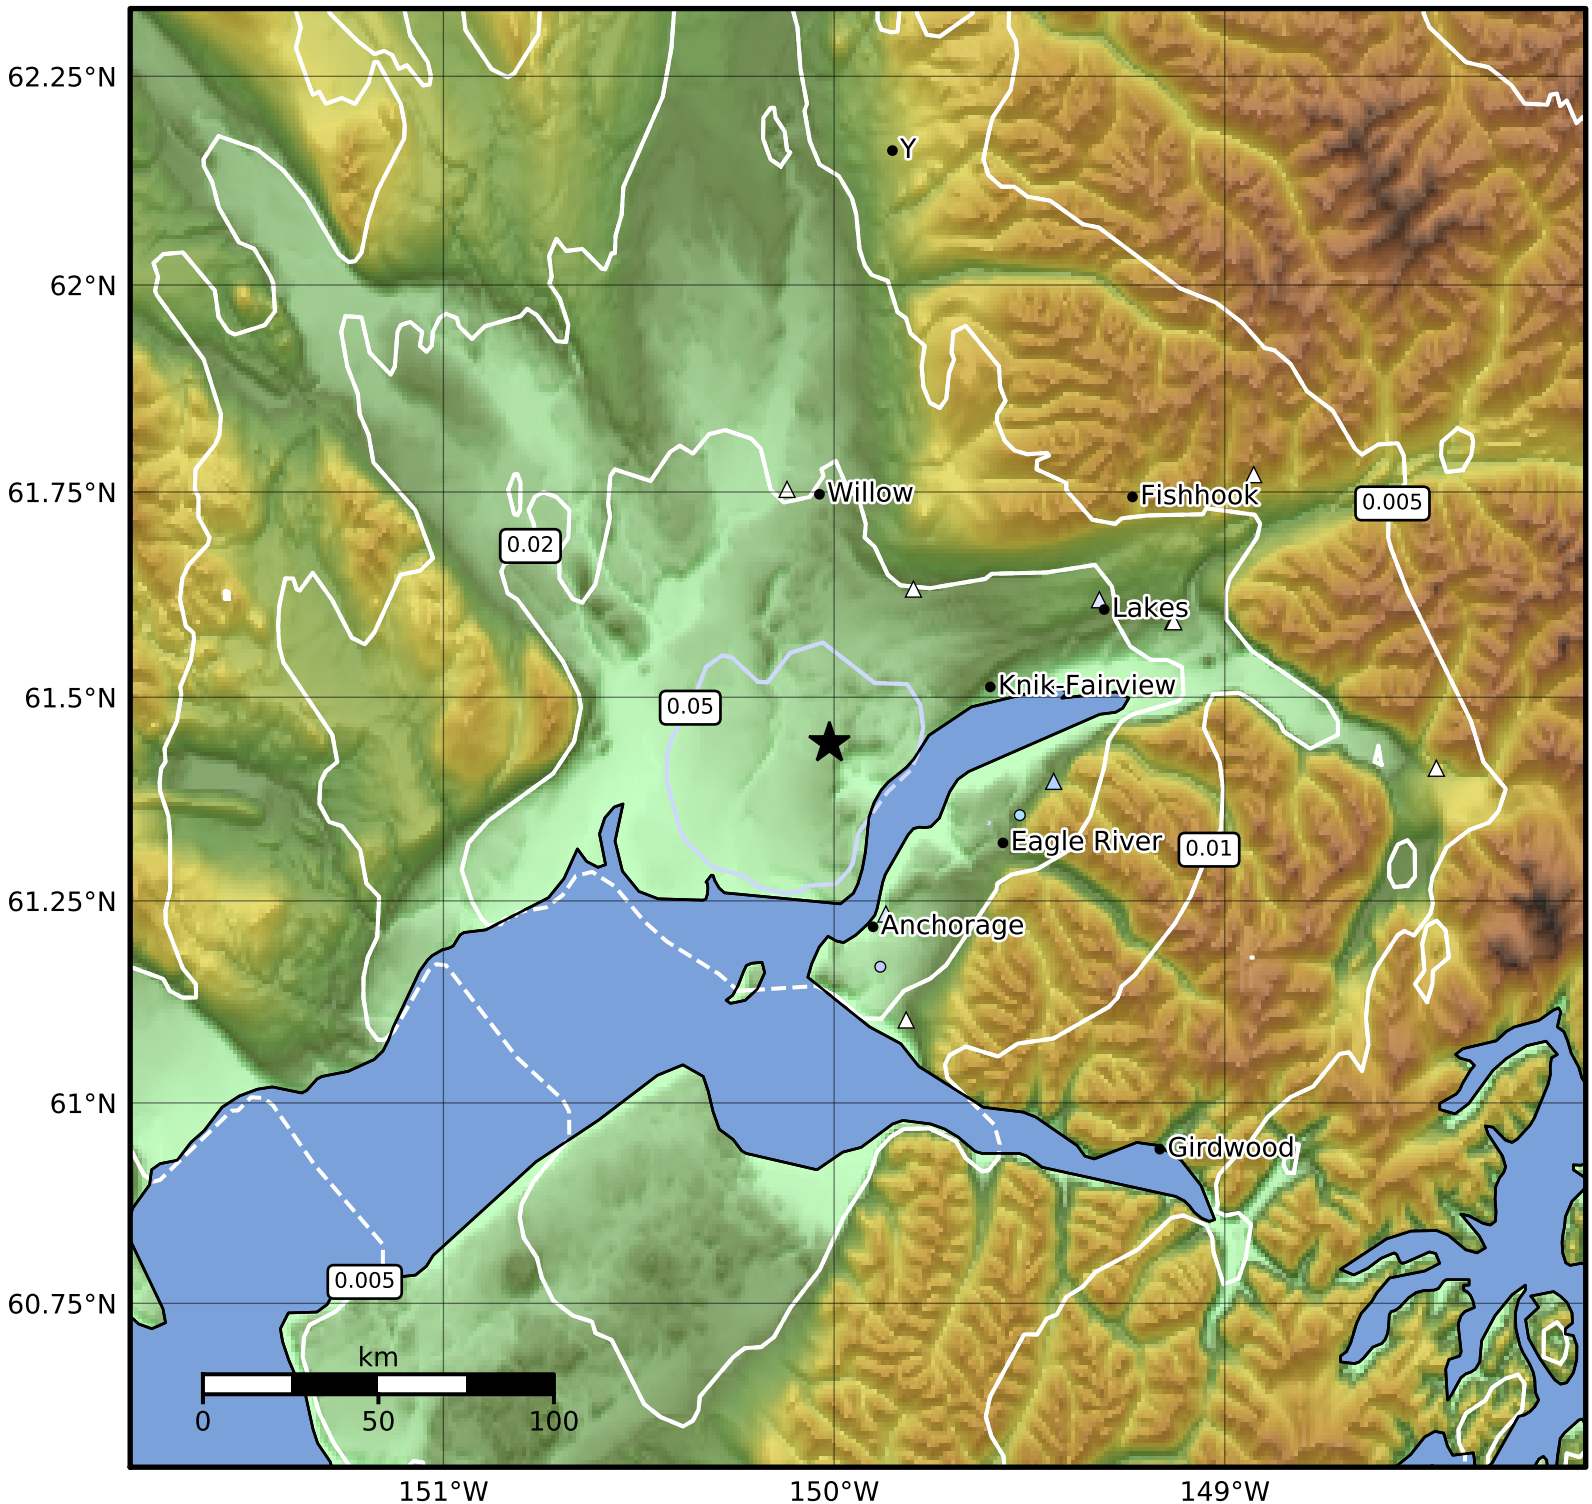 62.25°N
Y
62°N
61.75°N
Willow
Fishhook
0.005
0.02
Lakes
61.5°N
Knik-Fairview
0.05
Eagle River
0.01
61.25°N
Anchorage
61°N
Girdwood
0.005
60.75°N
km
0 50 100
151°W 150°W 149°W